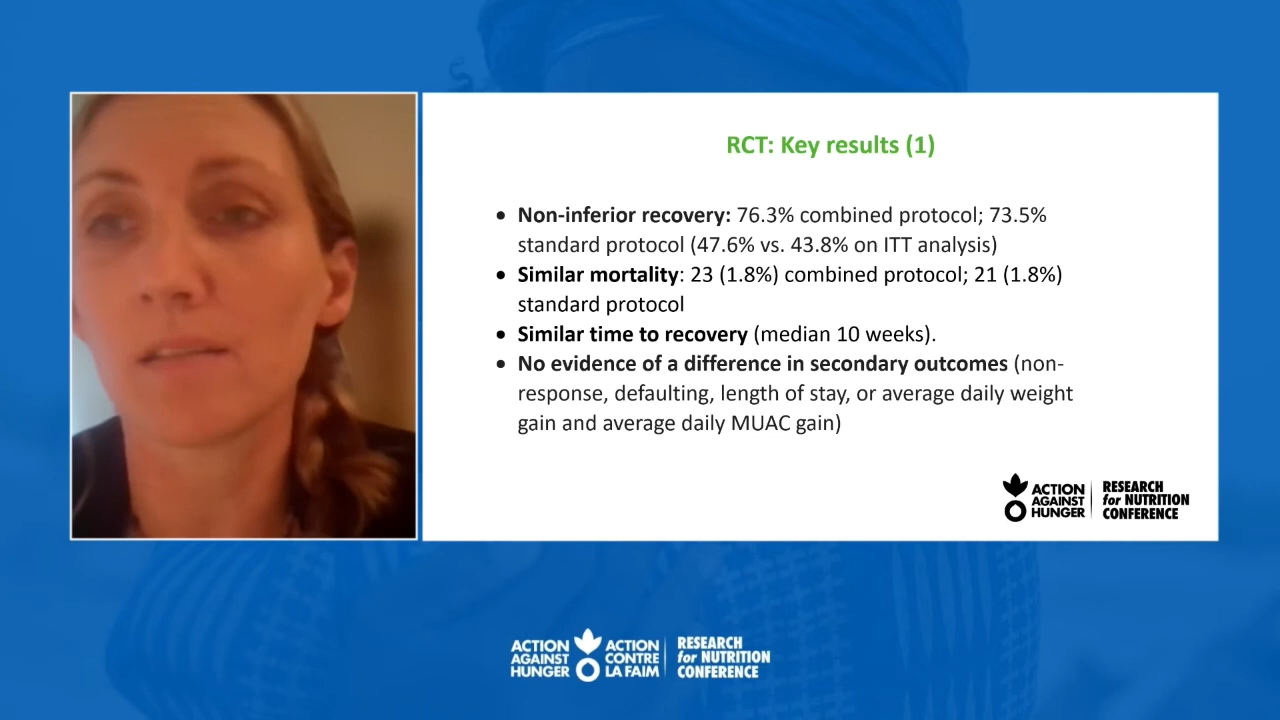 RCT: Key results (1)
• Non-inferior recovery: 76.3% combined protocol; 73.5%
standard protocol (47.6% vs. 43.8% on ITT analysis)
• Similar mortality: 23 (1.8%) combined protocol; 21 (1.8%)
standard protocol
• Similar time to recovery (median 10 weeks).
• No evidence of a difference in secondary outcomes (non-
response, defaulting, length of stay, or average daily weight
gain and average daily MUAC gain)
ACTION
AGAINST
HUNGER
RESEARCH
for NUTRITION
CONFERENCE
ACTION
AGAINST
HUNGER
ACTION
CONTRE
LA FAIM
RESEARCH
for NUTRITION
CONFERENCE